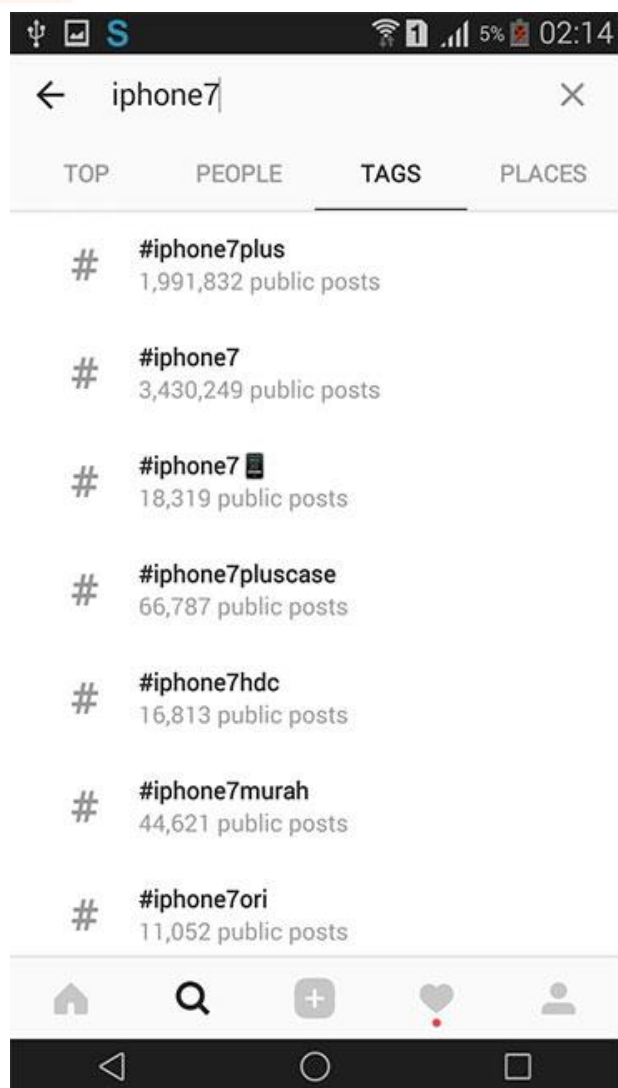 S 1 5% 02:14
iphone7
TOP PEOPLE TAGS PLACES
# #iphone7plus
1,991,832 public posts
# #iphone7
3,430,249 public posts
# #iphone7📱
18,319 public posts
# #iphone7pluscase
66,787 public posts
# #iphone7hdc
16,813 public posts
# #iphone7murah
44,621 public posts
# #iphone7ori
11,052 public posts